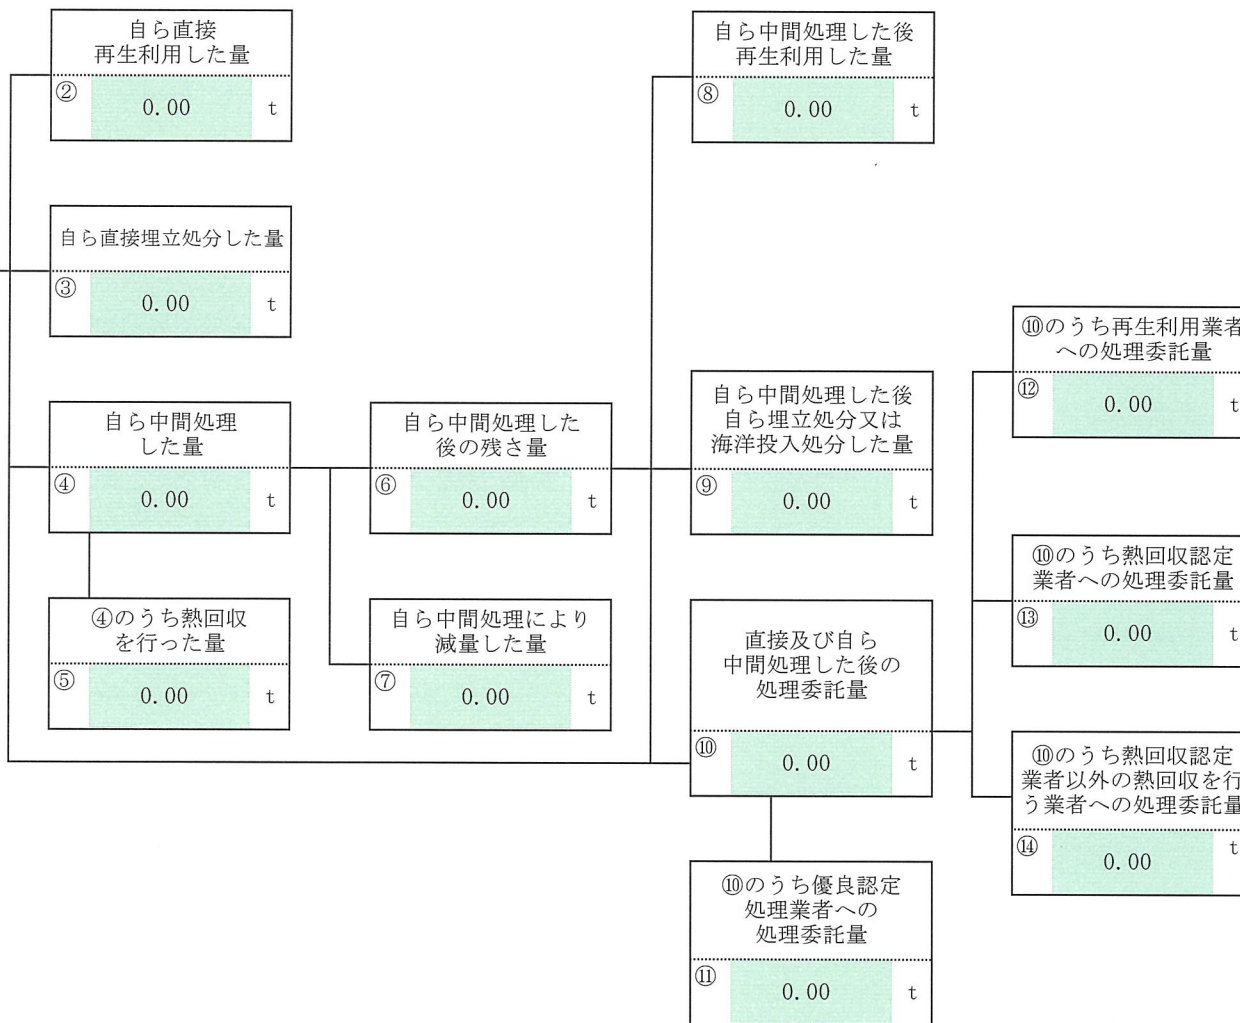 自ら直接
再生利用した量
② 0.00 t
自ら直接埋立処分した量
③ 0.00 t
自ら中間処理
した量
④ 0.00 t
④のうち熱回収
を行った量
⑤ 0.00 t
自ら中間処理した
後の残さ量
⑥ 0.00 t
自ら中間処理により
減量した量
⑦ 0.00 t
自ら中間処理した後
再生利用した量
⑧ 0.00 t
自ら中間処理した後
自ら埋立処分又は
海洋投入処分した量
⑨ 0.00 t
直接及び自ら
中間処理した後の
処理委託量
⑩ 0.00 t
⑩のうち優良認定
処理業者への
処理委託量
⑪ 0.00 t
⑩のうち再生利用業者
への処理委託量
⑫ 0.00 t
⑩のうち熱回収認定
業者への処理委託量
⑬ 0.00 t
⑩のうち熱回収認定
業者以外の熱回収を行
う業者への処理委託量
⑭ 0.00 t